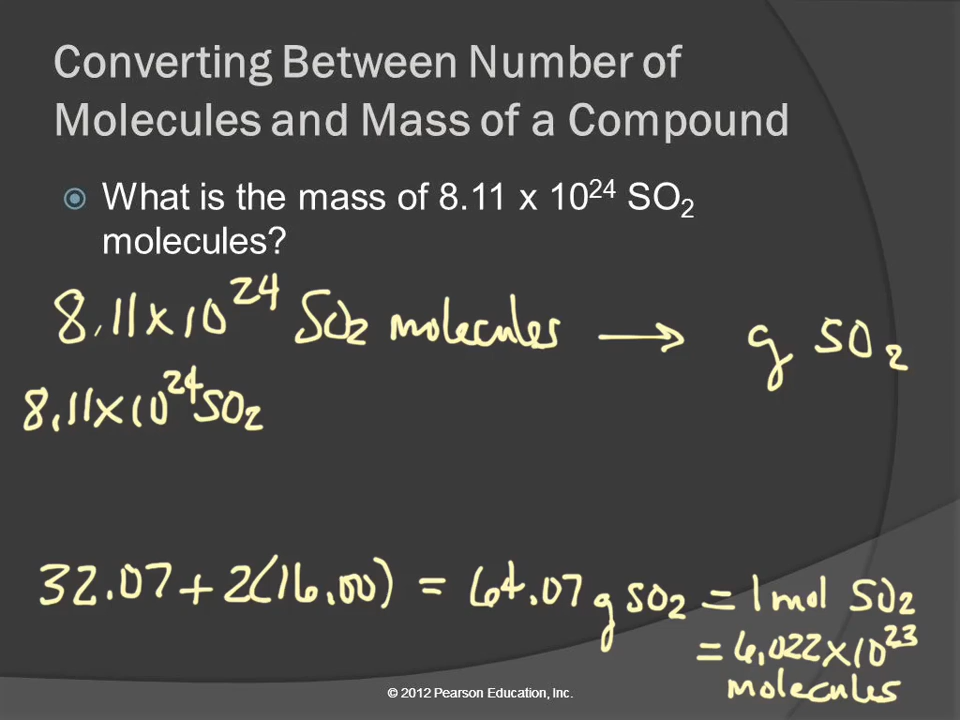 Converting Between Number of
Molecules and Mass of a Compound
What is the mass of 8.11 x 10²⁴ SO₂
molecules?
8.11x10²⁴ SO₂ molecules → g SO₂
8.11x10²⁴ SO₂
32.07+2(16.00) = 64.07 g SO₂ = 1 mol SO₂
= 6.022x10²³
molecules
© 2012 Pearson Education, Inc.